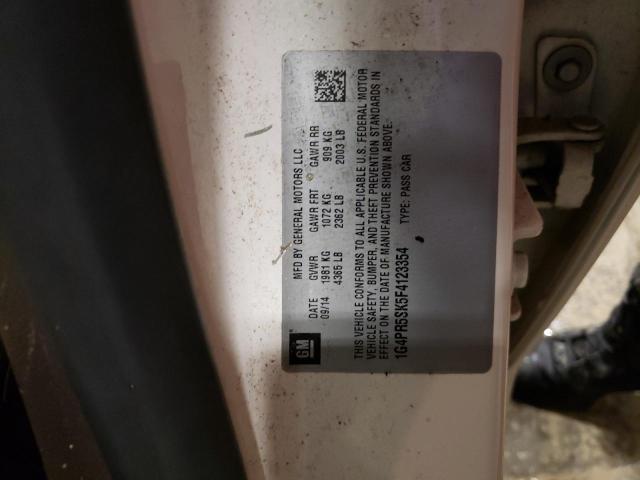 MFD BY GENERAL MOTORS LLC
DATE GVWR GAWR FRT GAWR RR
09/14 1981 KG 1072 KG 909 KG
4365 LB 2362 LB 2003 LB
GM
THIS VEHICLE CONFORMS TO ALL APPLICABLE U.S. FEDERAL MOTOR
VEHICLE SAFETY, BUMPER, AND THEFT PREVENTION STANDARDS IN
EFFECT ON THE DATE OF MANUFACTURE SHOWN ABOVE.
1G4PR5SK5F4123354 TYPE: PASS CAR